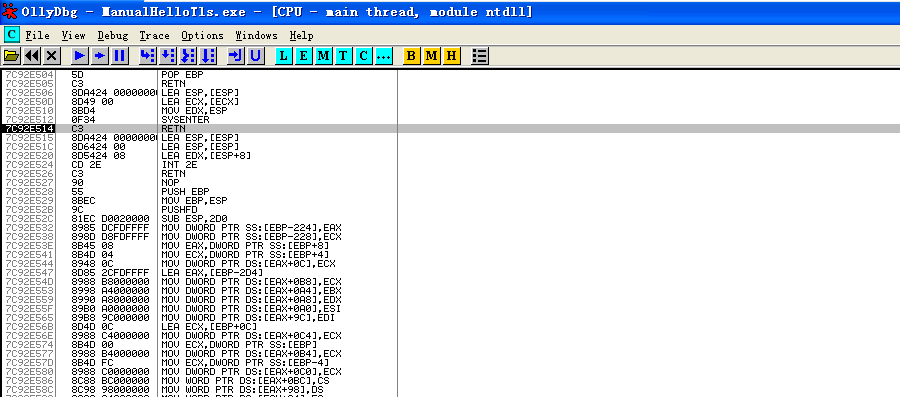 OllyDbg - ManualHelloTls.exe - [CPU - main thread, module ntdll]
C File View Debug Trace Options Windows Help
L E M T C ... B M H
7C92E504 5D POP EBP
7C92E505 C3 RETN
7C92E506 8DA424 00000000 LEA ESP,[ESP]
7C92E50D 8D49 00 LEA ECX,[ECX]
7C92E510 8BD4 MOV EDX,ESP
7C92E512 0F34 SYSENTER
7C92E514 C3 RETN
7C92E515 8DA424 00000000 LEA ESP,[ESP]
7C92E51C 8D6424 00 LEA ESP,[ESP]
7C92E520 8D5424 08 LEA EDX,[ESP+8]
7C92E524 CD 2E INT 2E
7C92E526 C3 RETN
7C92E527 90 NOP
7C92E528 55 PUSH EBP
7C92E529 8BEC MOV EBP,ESP
7C92E52B 9C PUSHFD
7C92E52C 81EC D0020000 SUB ESP,2D0
7C92E532 8985 DCFDFFFF MOV DWORD PTR SS:[EBP-224],EAX
7C92E538 898D D8FDFFFF MOV DWORD PTR SS:[EBP-228],ECX
7C92E53E 8B45 08 MOV EAX,DWORD PTR SS:[EBP+8]
7C92E541 8B4D 04 MOV ECX,DWORD PTR SS:[EBP+4]
7C92E544 8948 0C MOV DWORD PTR DS:[EAX+0C],ECX
7C92E547 8D85 2CFDFFFF LEA EAX,[EBP-2D4]
7C92E54D 8988 B8000000 MOV DWORD PTR DS:[EAX+0B8],ECX
7C92E553 8998 A4000000 MOV DWORD PTR DS:[EAX+0A4],EBX
7C92E559 8990 A8000000 MOV DWORD PTR DS:[EAX+0A8],EDX
7C92E55F 89B0 A0000000 MOV DWORD PTR DS:[EAX+0A0],ESI
7C92E565 89B8 9C000000 MOV DWORD PTR DS:[EAX+9C],EDI
7C92E56B 8D4D 0C LEA ECX,[EBP+0C]
7C92E56E 8988 C4000000 MOV DWORD PTR DS:[EAX+0C4],ECX
7C92E574 8B4D 00 MOV ECX,DWORD PTR SS:[EBP]
7C92E577 8988 B4000000 MOV DWORD PTR DS:[EAX+0B4],ECX
7C92E57D 8B4D FC MOV ECX,DWORD PTR SS:[EBP-4]
7C92E580 8988 C0000000 MOV DWORD PTR DS:[EAX+0C0],ECX
7C92E586 8C88 BC000000 MOV WORD PTR DS:[EAX+0BC],CS
7C92E58C 8C98 98000000 MOV WORD PTR DS:[EAX+98],DS